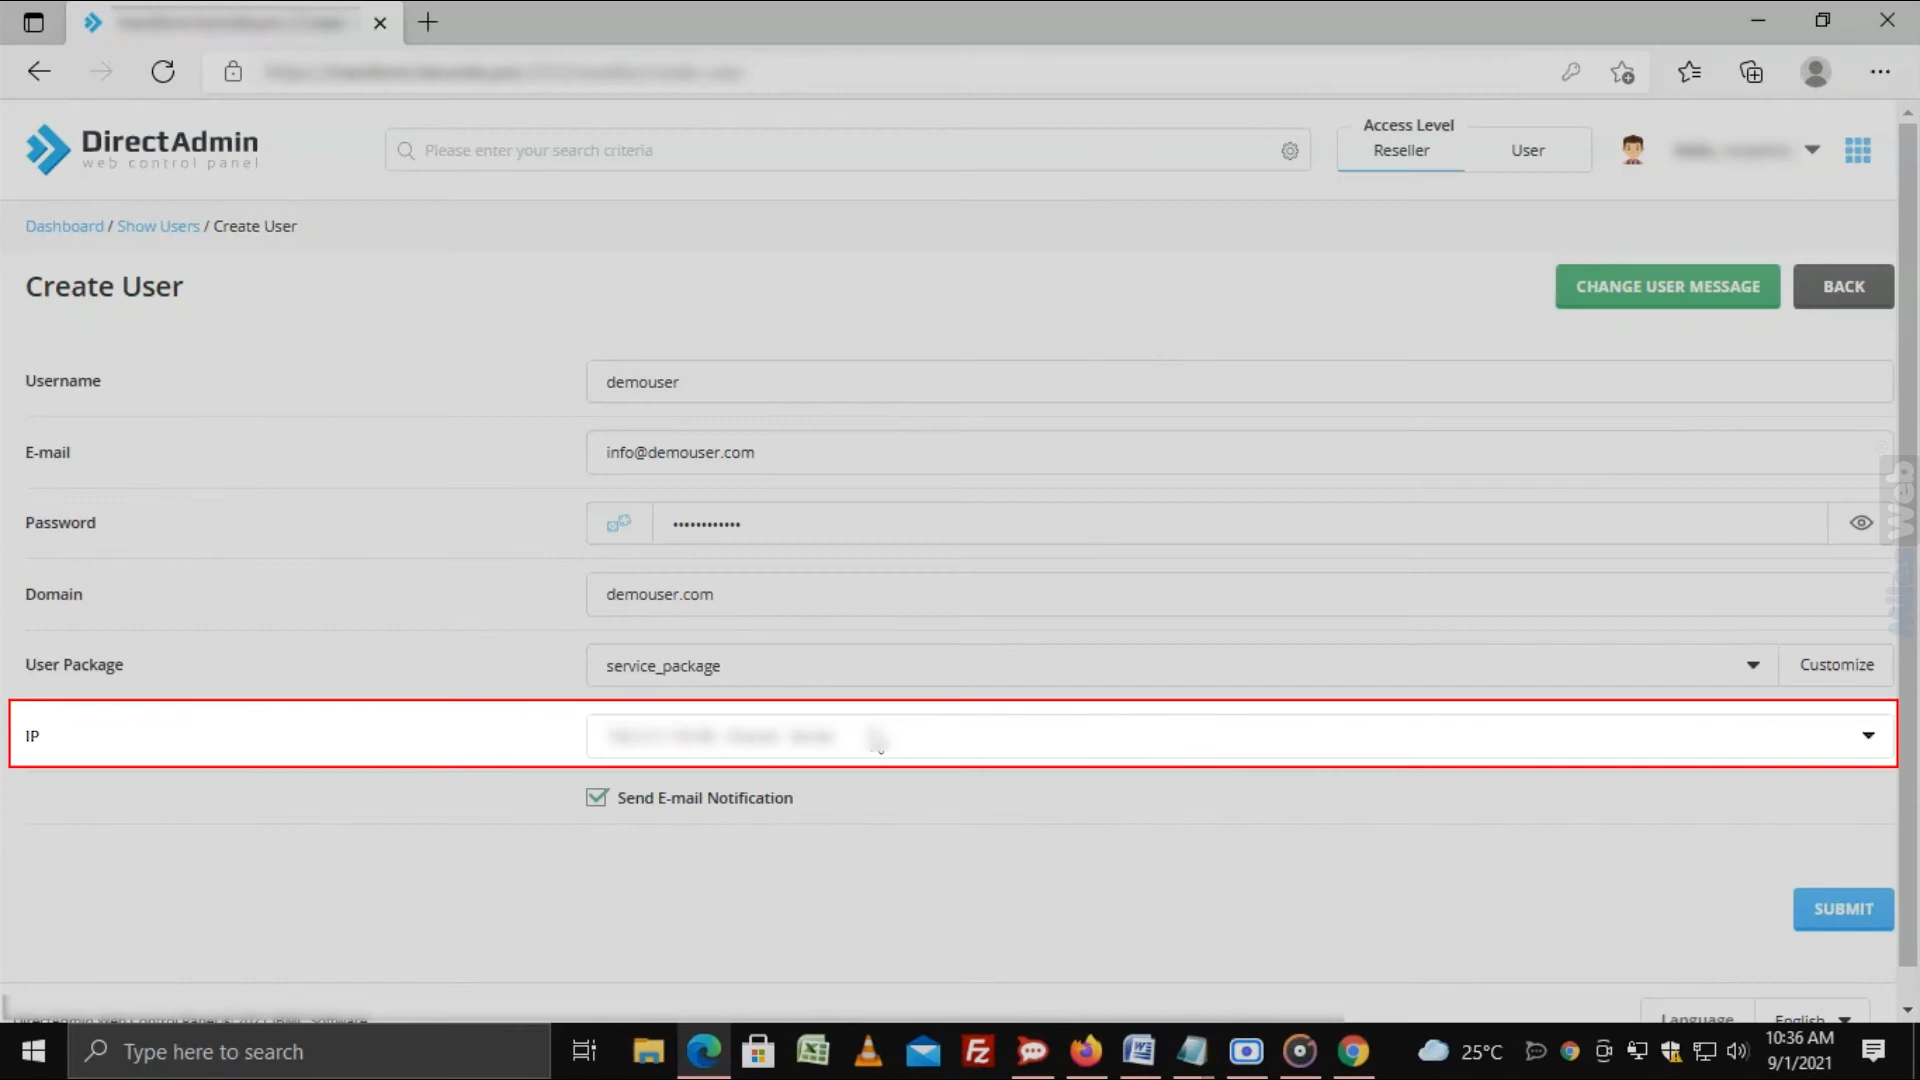 DirectAdmin
web control panel
Please enter your search criteria
Access Level
Reseller
User
Dashboard / Show Users / Create User
Create User
CHANGE USER MESSAGE
BACK
Username
demouser
E-mail
info@demouser.com
Password
••••••••••••
Domain
demouser.com
User Package
service_package
Customize
IP
Send E-mail Notification
SUBMIT
Web
Language
English
Type here to search
25°C
10:36 AM
9/1/2021